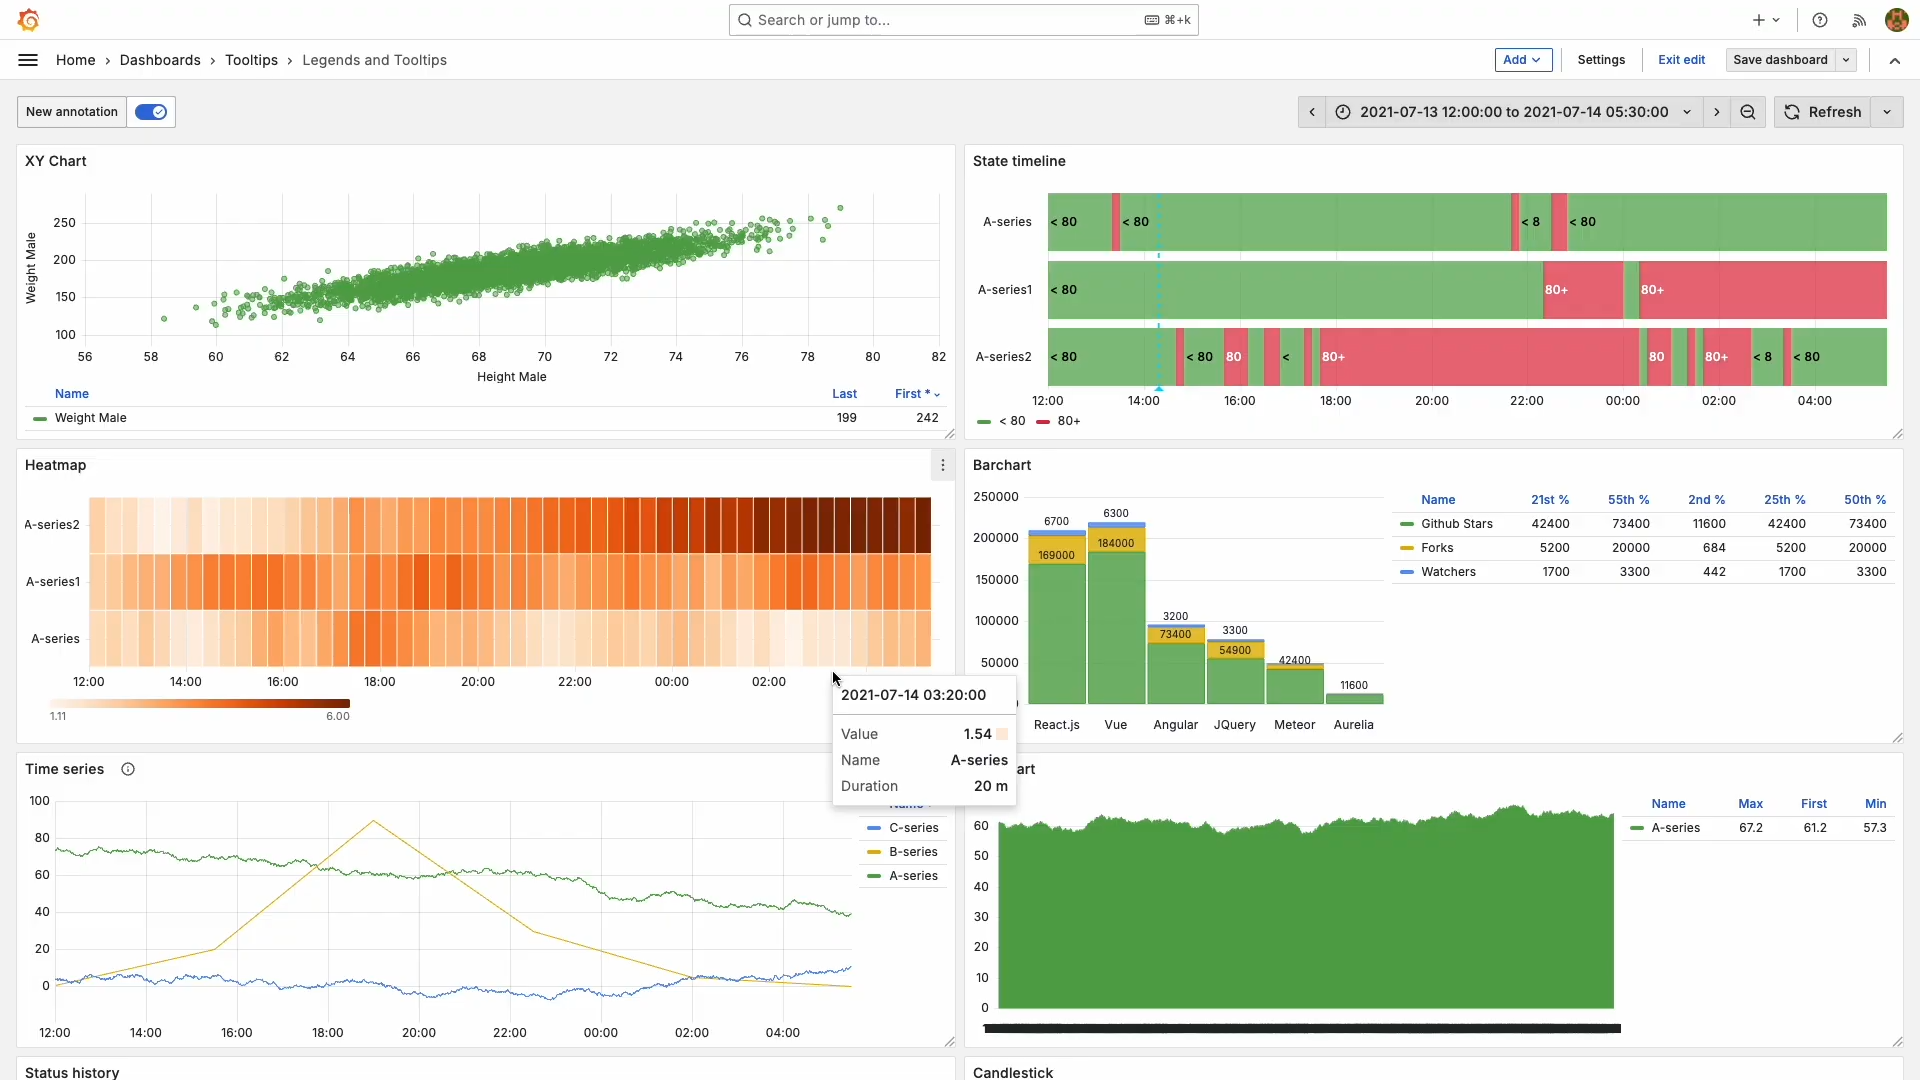 Search or jump to...
⌘+k
Home › Dashboards › Tooltips › Legends and Tooltips
Add
Settings
Exit edit
Save dashboard
New annotation
2021-07-13 12:00:00 to 2021-07-14 05:30:00
Refresh
XY Chart
Weight Male
250
200
150
100
56 58 60 62 64 66 68 70 72 74 76 78 80 82
Height Male
Name Last First *
Weight Male 199 242
State timeline
A-series < 80 < 80 < 8 < 80
A-series1 < 80 80+ 80+
A-series2 < 80 < 80 80 < 80+ 80 80+ < 8 < 80
12:00 14:00 16:00 18:00 20:00 22:00 00:00 02:00 04:00
< 80 80+
Heatmap
A-series2
A-series1
A-series
12:00 14:00 16:00 18:00 20:00 22:00 00:00 02:00
1.11 6.00
2021-07-14 03:20:00
Value 1.54
Name A-series
Duration 20 m
Barchart
250000
200000
150000
100000
50000
6700
169000
6300
184000
3200
73400
3300
54900
42400
11600
React.js Vue Angular JQuery Meteor Aurelia
Name 21st % 55th % 2nd % 25th % 50th %
Github Stars 42400 73400 11600 42400 73400
Forks 5200 20000 684 5200 20000
Watchers 1700 3300 442 1700 3300
Time series
100
80
60
40
20
0
12:00 14:00 16:00 18:00 20:00 22:00 00:00 02:00 04:00
Name
C-series
B-series
A-series
art
60
50
40
30
20
10
0
Name Max First Min
A-series 67.2 61.2 57.3
Status history
Candlestick